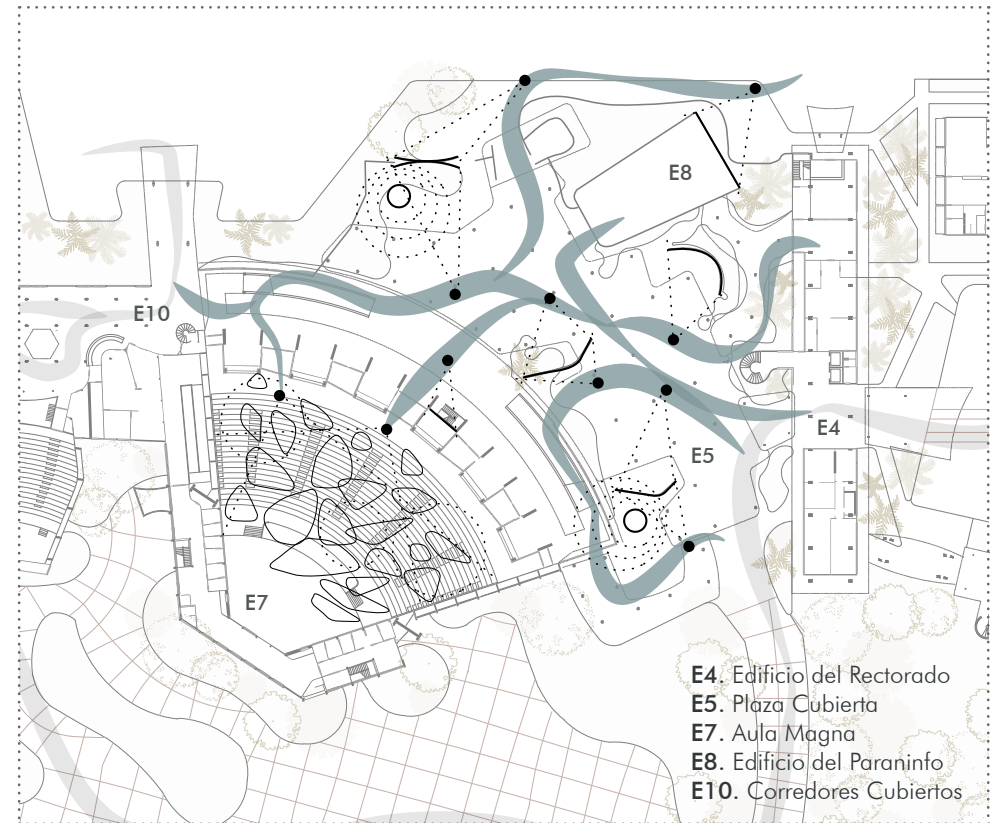 E8
E10
E4
E5
E7
E4. Edificio del Rectorado
E5. Plaza Cubierta
E7. Aula Magna
E8. Edificio del Paraninfo
E10. Corredores Cubiertos